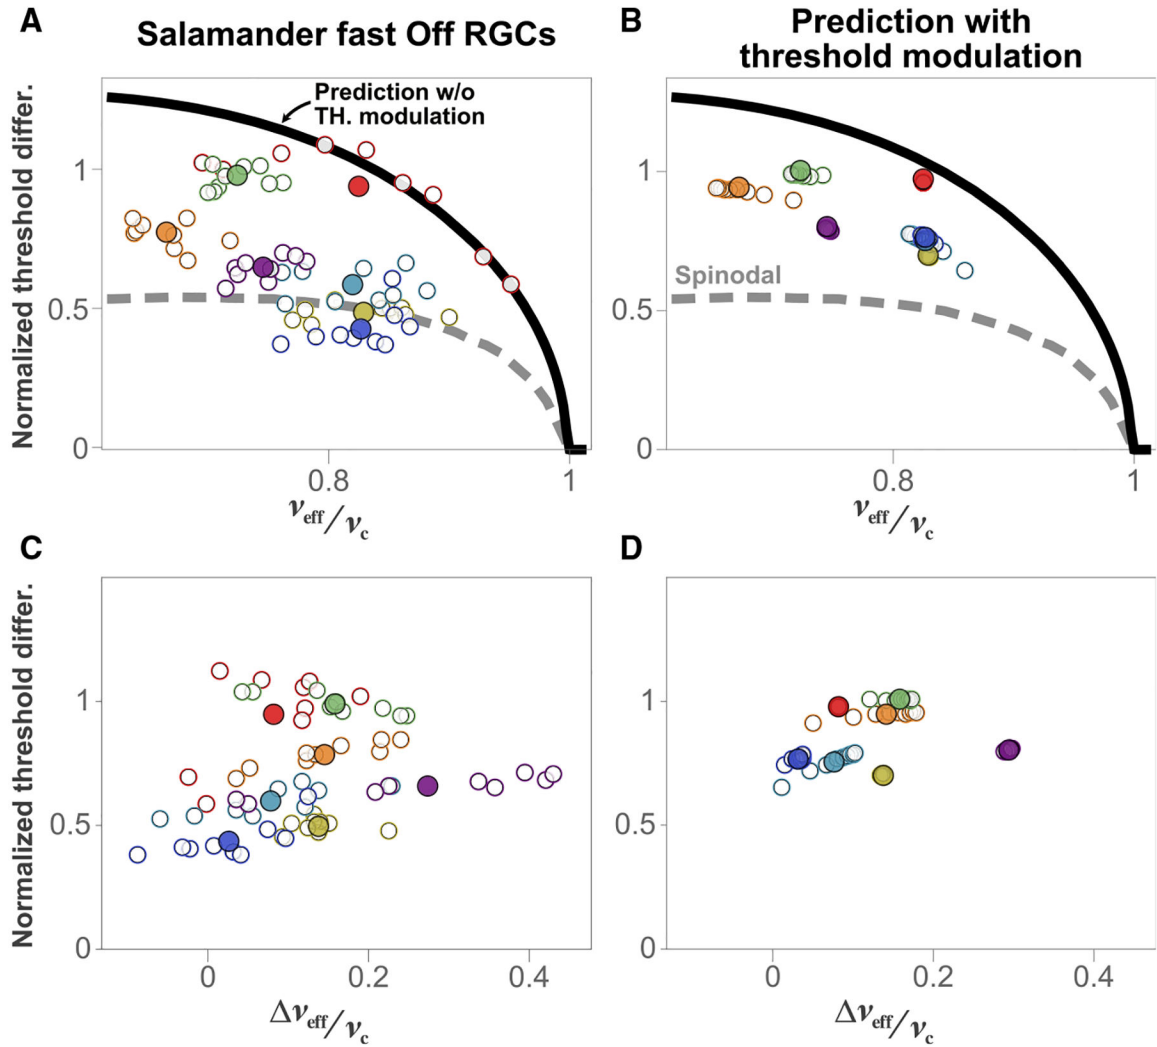 A
Salamander fast Off RGCs
Normalized threshold differ.
Prediction w/o
TH. modulation
1
0.5
0
0.8
1
νeff/νc
B
Prediction with
threshold modulation
Spinodal
1
0.5
0
0.8
1
νeff/νc
C
Normalized threshold differ.
1
0.5
0
0
0.2
0.4
Δνeff/νc
D
1
0.5
0
0
0.2
0.4
Δνeff/νc